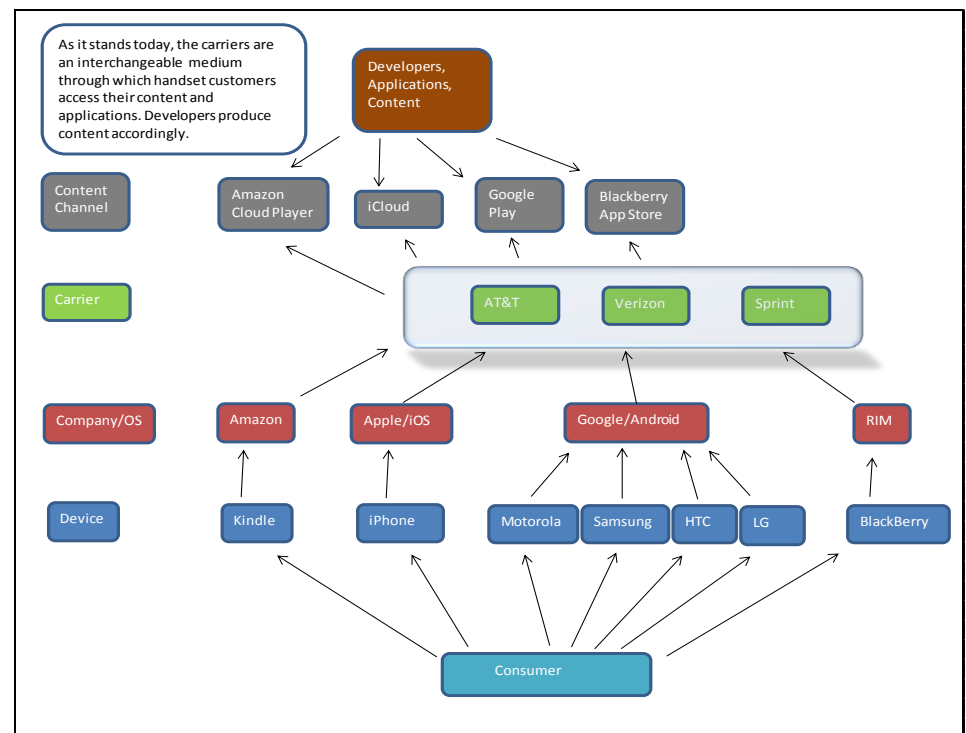 As it stands today, the carriers are
an interchangeable medium
through which handset customers
access their content and
applications. Developers produce
content accordingly.
Developers,
Applications,
Content
Content
Channel
Amazon
Cloud Player
iCloud
Google
Play
Blackberry
App Store
Carrier
AT&T
Verizon
Sprint
Company/OS
Amazon
Apple/iOS
Google/Android
RIM
Device
Kindle
iPhone
Motorola
Samsung
HTC
LG
BlackBerry
Consumer